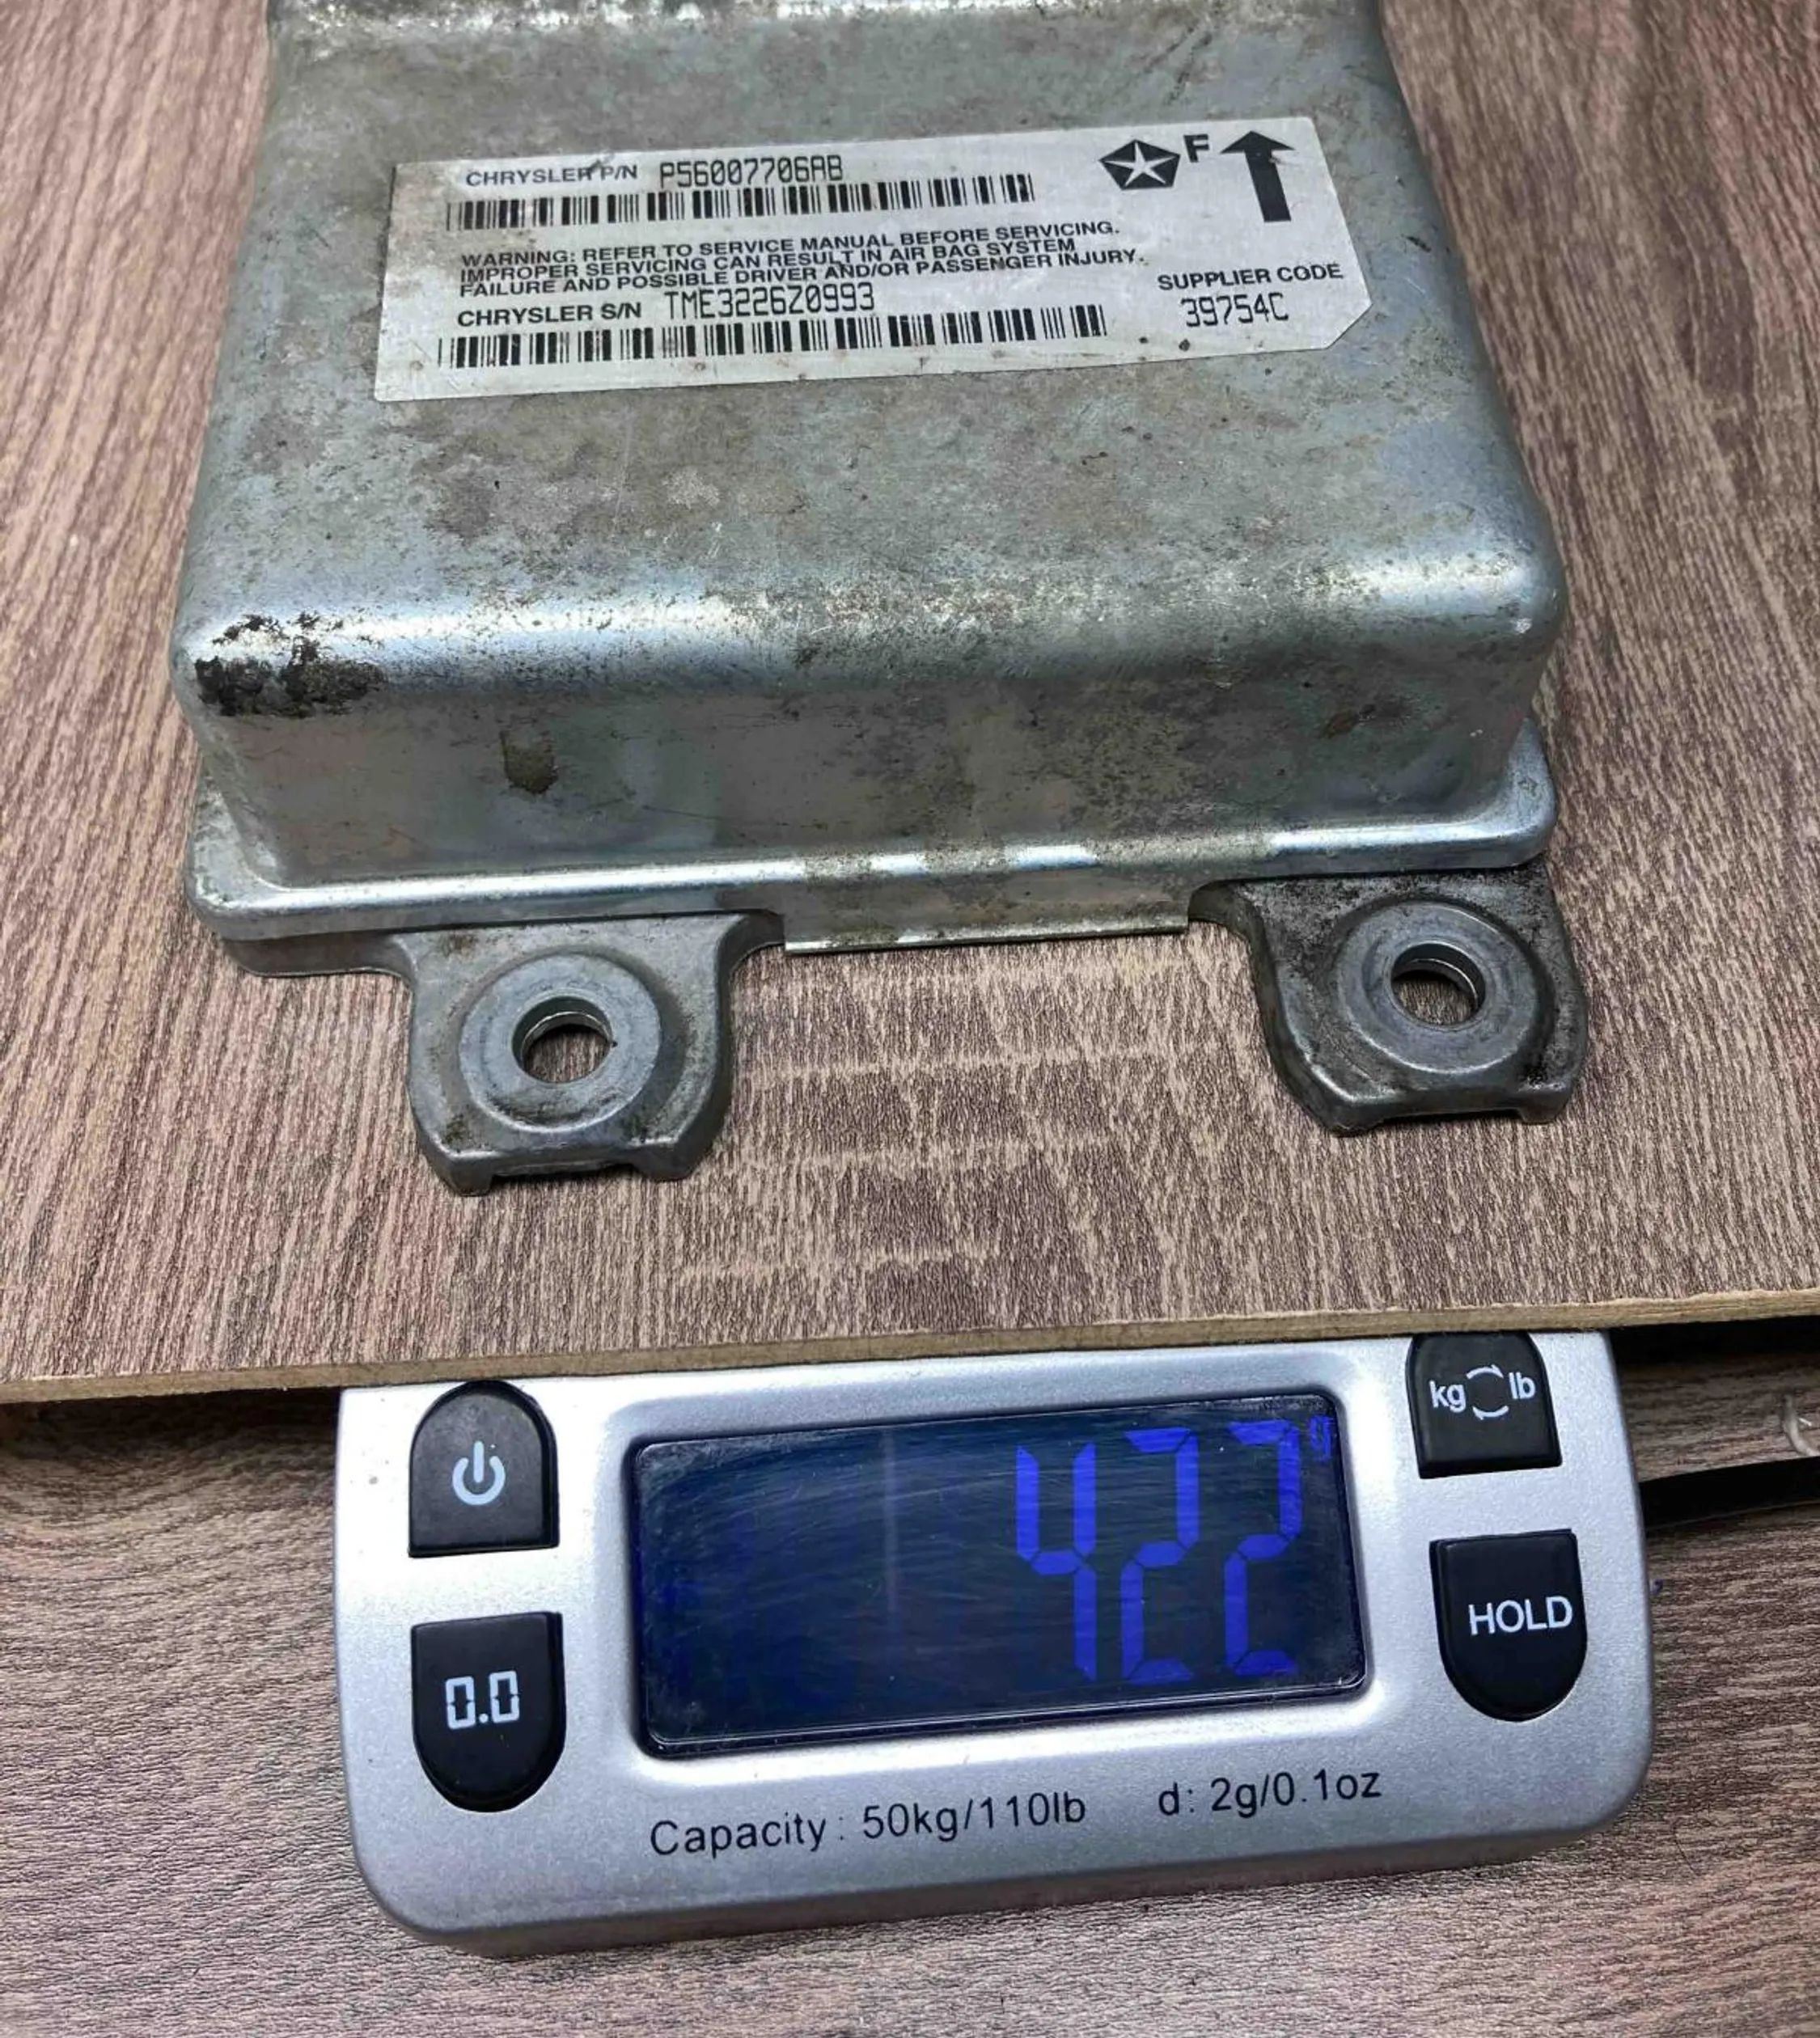 CHRYSLER P/N P56007706AB
F
WARNING: REFER TO SERVICE MANUAL BEFORE SERVICING.
IMPROPER SERVICING CAN RESULT IN AIR BAG SYSTEM
FAILURE AND POSSIBLE DRIVER AND/OR PASSENGER INJURY.
SUPPLIER CODE
39754C
CHRYSLER S/N TME3226Z0993
kg lb
422 g
HOLD
0.0
Capacity: 50kg/110lb d: 2g/0.1oz